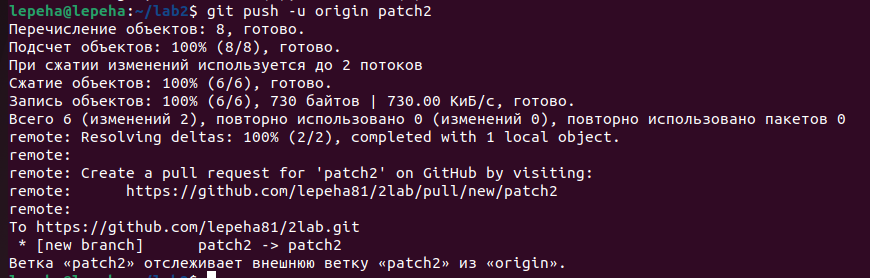 lepeha@lepeha:~/lab2$ git push -u origin patch2
Перечисление объектов: 8, готово.
Подсчет объектов: 100% (8/8), готово.
При сжатии изменений используется до 2 потоков
Сжатие объектов: 100% (6/6), готово.
Запись объектов: 100% (6/6), 730 байтов | 730.00 КиБ/с, готово.
Всего 6 (изменений 2), повторно использовано 0 (изменений 0), повторно использовано пакетов 0
remote: Resolving deltas: 100% (2/2), completed with 1 local object.
remote:
remote: Create a pull request for 'patch2' on GitHub by visiting:
remote:      https://github.com/lepeha81/2lab/pull/new/patch2
remote:
To https://github.com/lepeha81/2lab.git
 * [new branch]      patch2 -> patch2
Ветка «patch2» отслеживает внешнюю ветку «patch2» из «origin».
lepeha@lepeha:~/lab2$